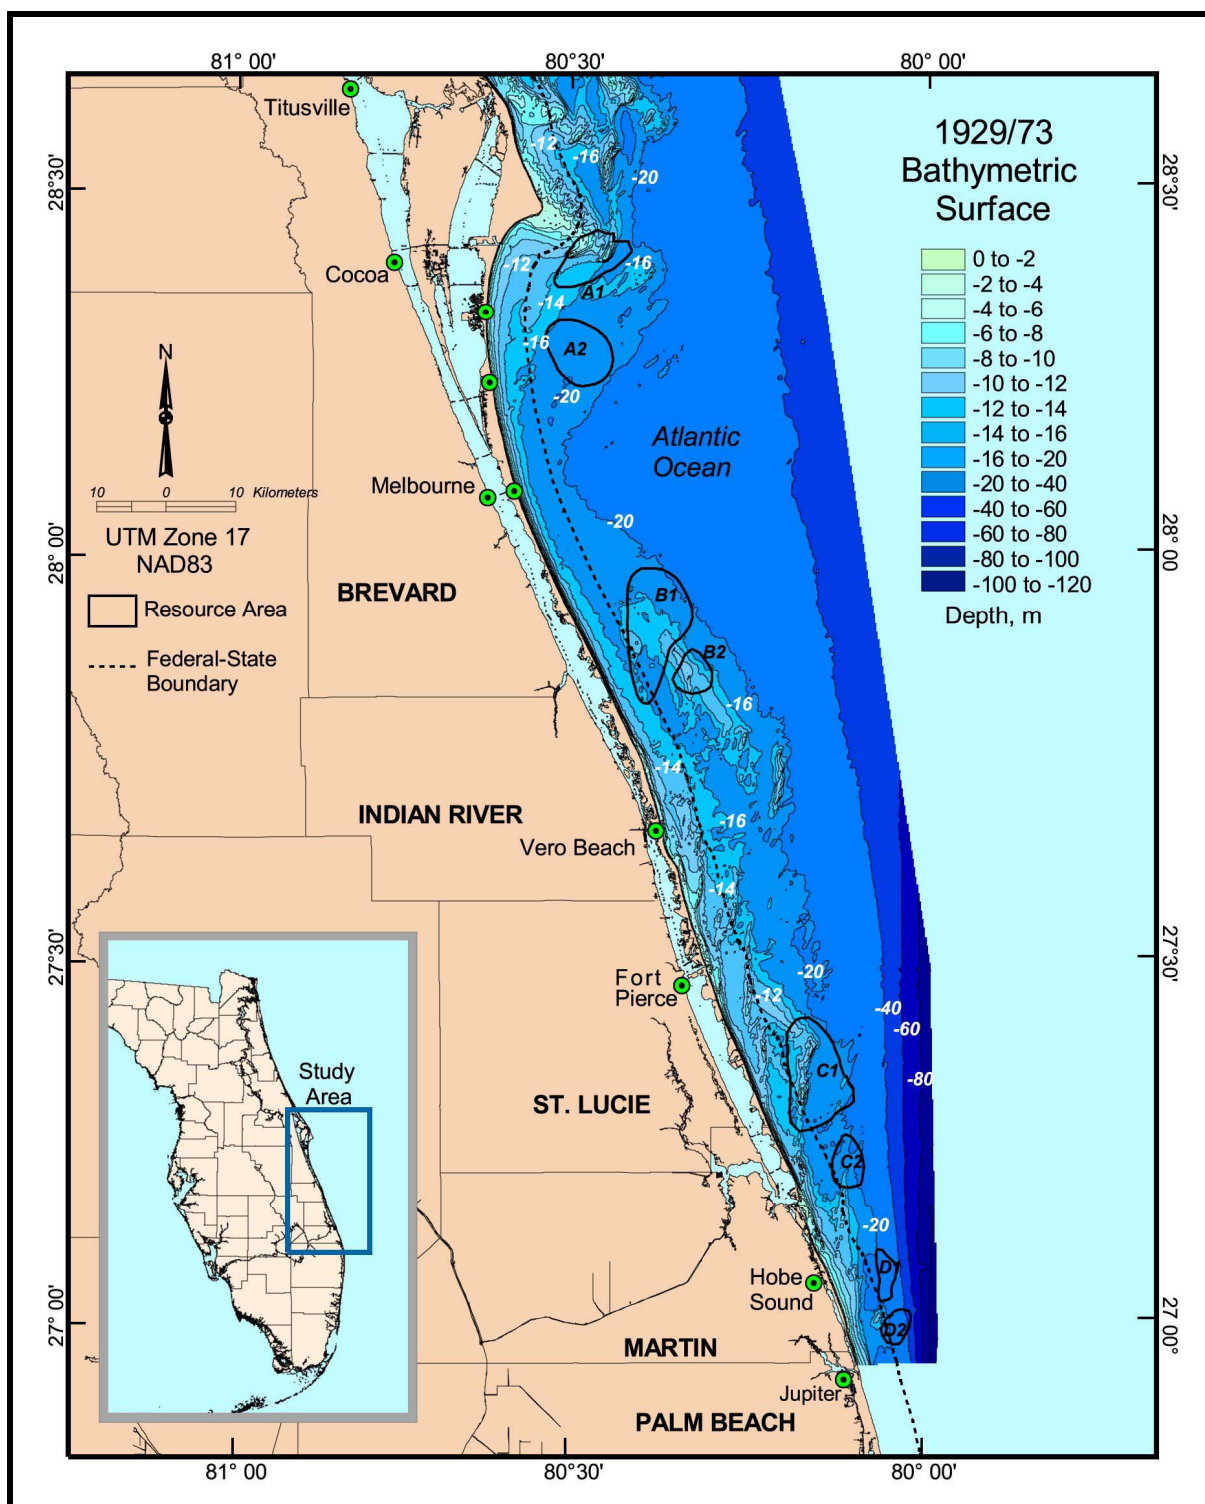 81° 00'
80° 30'
80° 00'
Titusville
28° 30'
-12
-16
-20
1929/73
Bathymetric
Surface
28° 30'
0 to -2
-2 to -4
-4 to -6
-6 to -8
-8 to -10
-10 to -12
-12 to -14
-14 to -16
-16 to -20
-20 to -40
-40 to -60
-60 to -80
-80 to -100
-100 to -120
Depth, m
Cocoa
-12
-16
A1
-14
-16
A2
-20
Atlantic
Ocean
N
10 0 10 Kilometers
UTM Zone 17
NAD83
Resource Area
Federal-State
Boundary
Melbourne
-20
28° 00'
28° 00'
BREVARD
B1
B2
-16
-14
INDIAN RIVER
-16
Vero Beach
-14
27°30'
27°30'
Fort
Pierce
-20
-12
-40
-60
-80
C1
Study
Area
ST. LUCIE
C2
-20
Hobe
Sound
D1
D2
27° 00'
27° 00°
MARTIN
Jupiter
PALM BEACH
81° 00
80° 30'
80° 00'